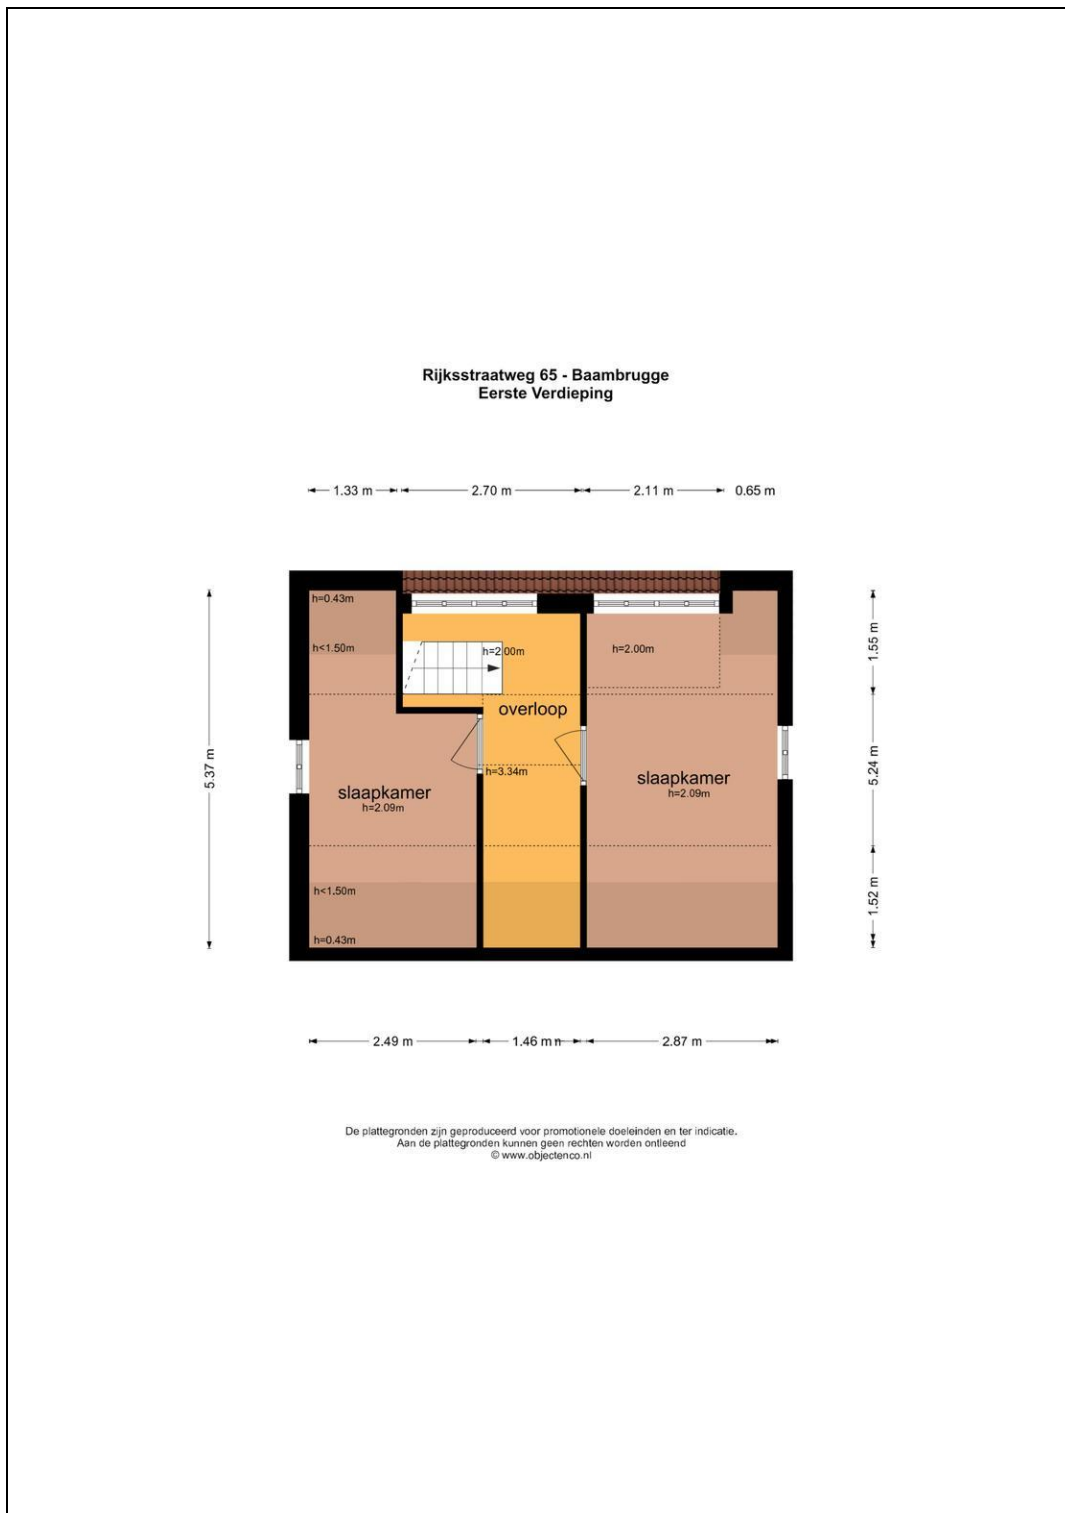 Rijksstraatweg 65 - Baambrugge
Eerste Verdieping
1.33 m
2.70 m
2.11 m
0.65 m
h=0.43m
h<1.50m
h=2.00m
h=2.00m
1.55 m
overloop
5.37 m
h=3.34m
5.24 m
slaapkamer
h=2.09m
slaapkamer
h=2.09m
h<1.50m
1.52 m
h=0.43m
2.49 m
1.46 m
2.87 m
De plattegronden zijn geproduceerd voor promotionele doeleinden en ter indicatie.
Aan de plattegronden kunnen geen rechten worden ontleend
© www.objectenco.nl